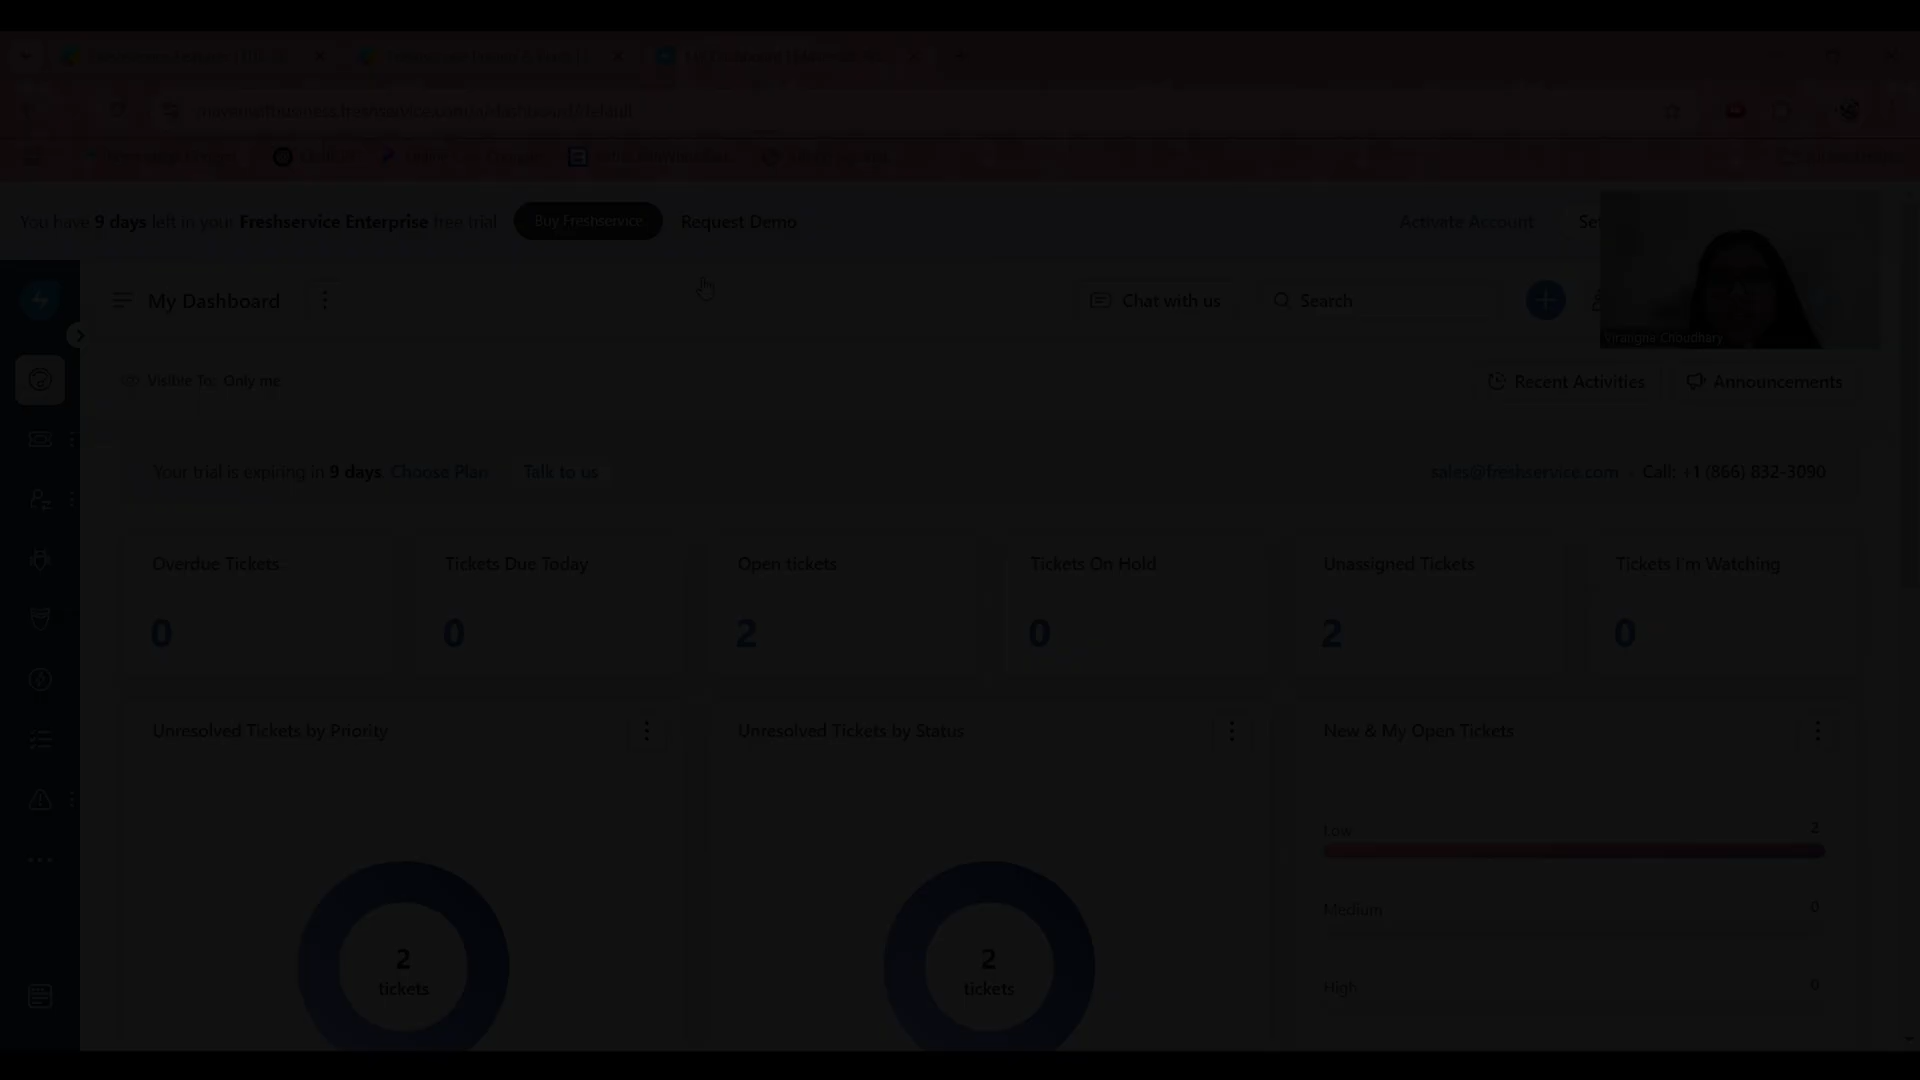 You have 9 days left in your Freshservice Enterprise free trial
Buy Freshservice
Request Demo
Activate Account
My Dashboard
Chat with us
Search
Choudhary
Visible To: Only me
Recent Activities
Announcements
Your trial is expiring in 9 days Choose Plan
Talk to us
sales@freshservice.com · Call: +1 (866) 832-3090
Overdue Tickets
Tickets Due Today
Open tickets
Tickets On Hold
Unassigned Tickets
Tickets I'm Watching
0
0
2
0
2
0
Unresolved Tickets by Priority
Unresolved Tickets by Status
New & My Open Tickets
Low 2
Medium 0
High 0
2
tickets
2
tickets